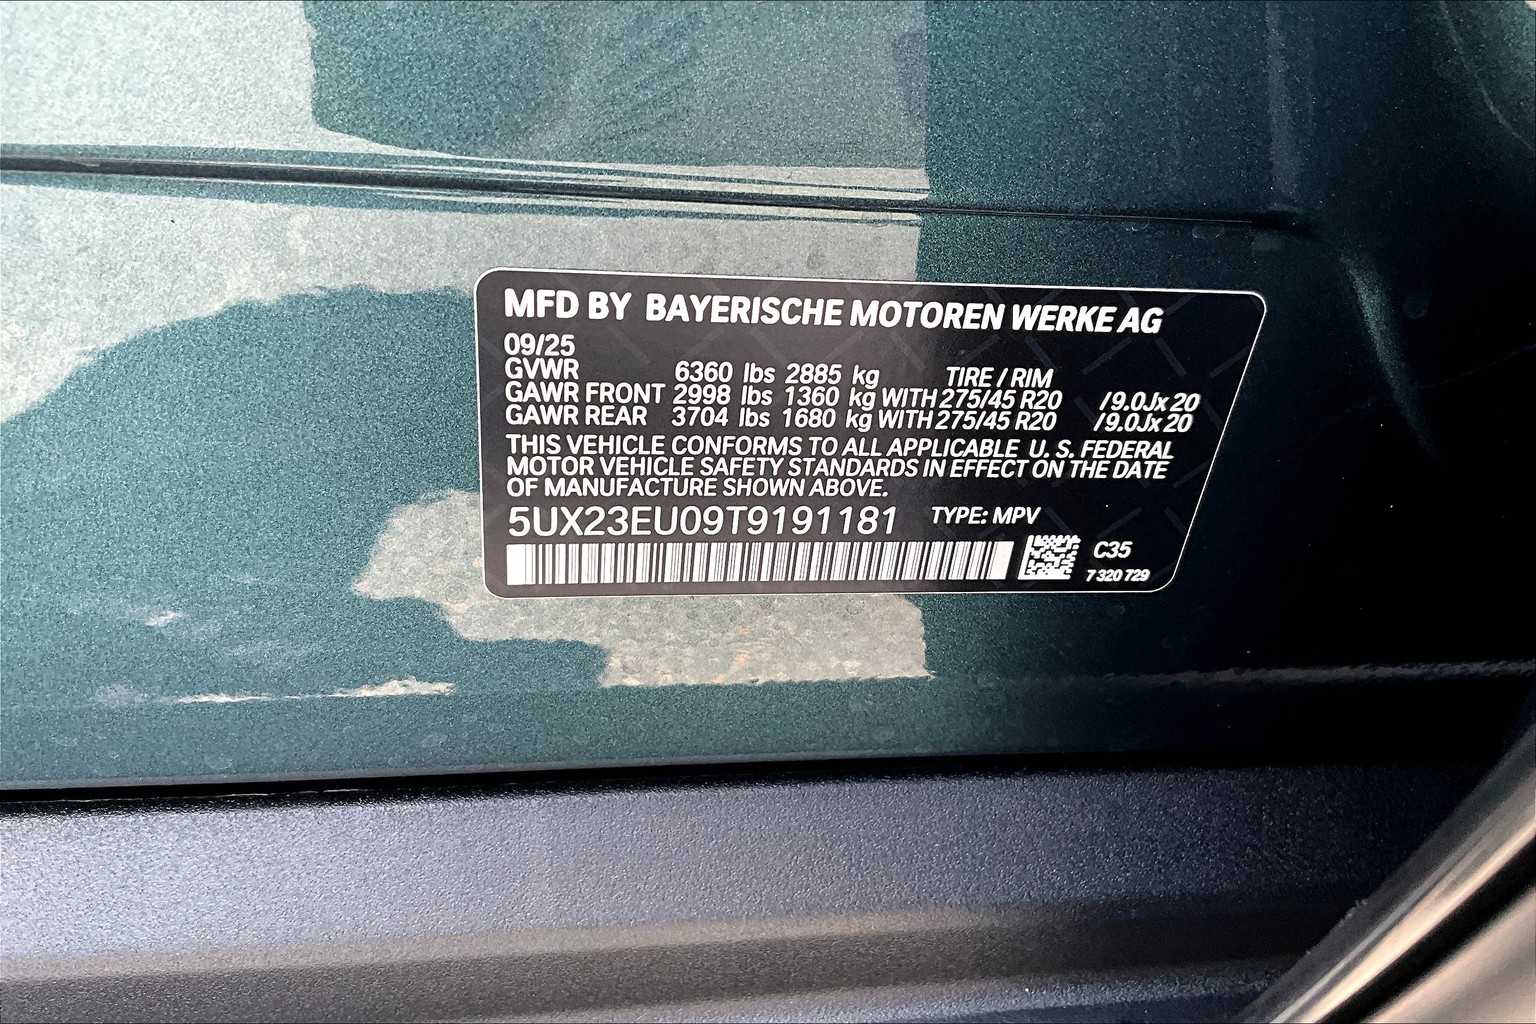 MFD BY BAYERISCHE MOTOREN WERKE AG
09/25
GVWR 6360 lbs 2885 kg TIRE / RIM
GAWR FRONT 2998 lbs 1360 kg WITH 275/45 R20 /9.0Jx20
GAWR REAR 3704 lbs 1680 kg WITH 275/45 R20 /9.0Jx20
THIS VEHICLE CONFORMS TO ALL APPLICABLE U. S. FEDERAL
MOTOR VEHICLE SAFETY STANDARDS IN EFFECT ON THE DATE
OF MANUFACTURE SHOWN ABOVE.
5UX23EU09T9191181 TYPE: MPV
C35
7 320 729